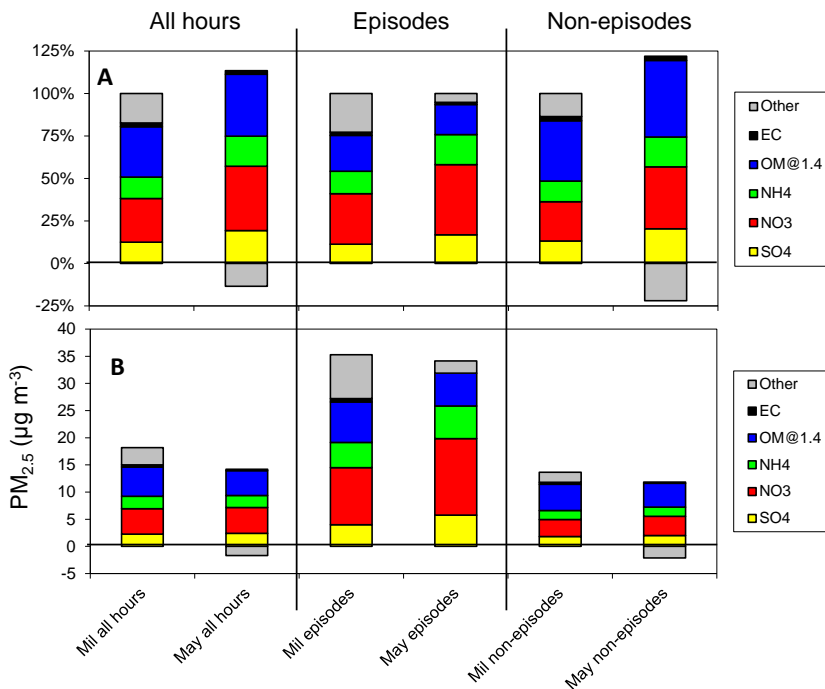 All hours Episodes Non-episodes
A
125%
100%
75%
50%
25%
0%
-25%
Other
EC
OM@1.4
NH4
NO3
SO4
B
PM2.5 (µg m-3)
40
35
30
25
20
15
10
5
0
-5
Other
EC
OM@1.4
NH4
NO3
SO4
Mil all hours
May all hours
Mil episodes
May episodes
Mil non-episodes
May non-episodes